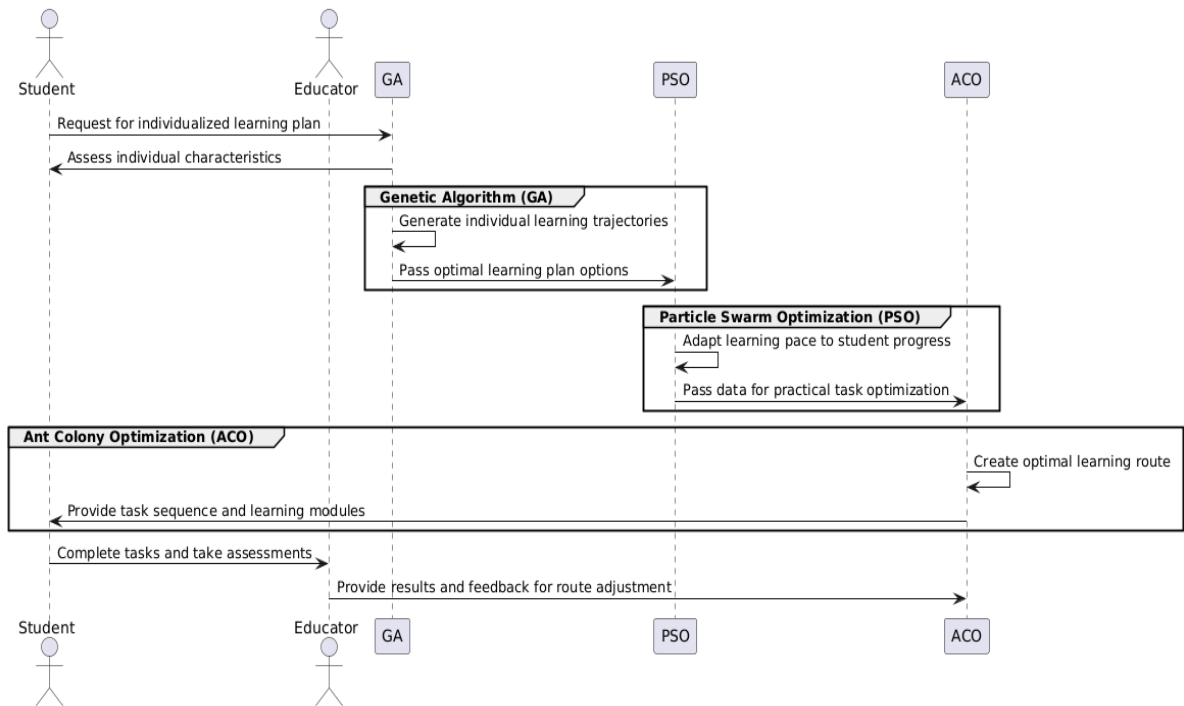 Student
Educator
GA
PSO
ACO
Request for individualized learning plan
Assess individual characteristics
Genetic Algorithm (GA)
Generate individual learning trajectories
Pass optimal learning plan options
Particle Swarm Optimization (PSO)
Adapt learning pace to student progress
Pass data for practical task optimization
Ant Colony Optimization (ACO)
Create optimal learning route
Provide task sequence and learning modules
Complete tasks and take assessments
Provide results and feedback for route adjustment
Student
Educator
GA
PSO
ACO